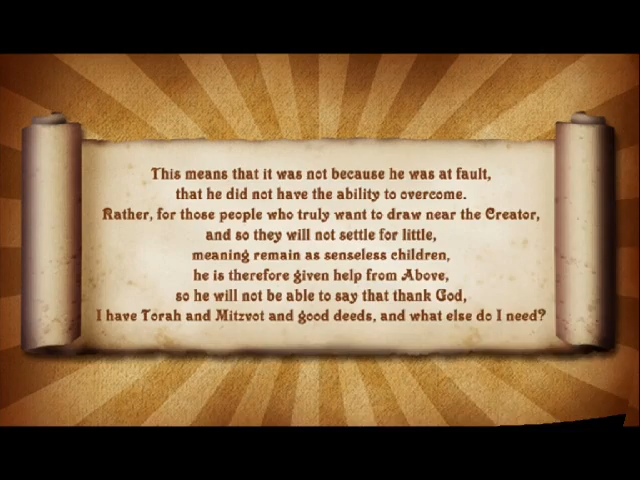 This means that it was not because he was at fault,
that he did not have the ability to overcome.
Rather, for those people who truly want to draw near the Creator,
and so they will not settle for little,
meaning remain as senseless children,
he is therefore given help from Above,
so he will not be able to say that thank God,
I have Torah and Mitzvot and good deeds, and what else do I need?